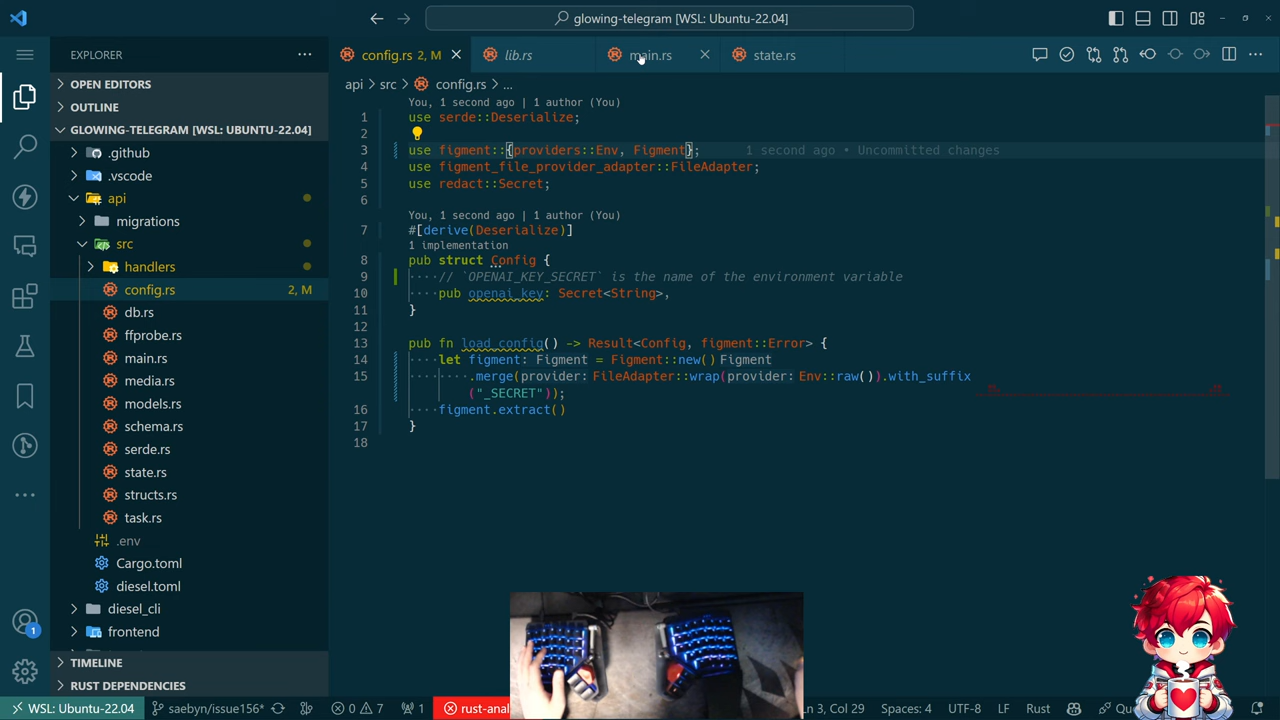 glowing-telegram [WSL: Ubuntu-22.04]
EXPLORER
OPEN EDITORS
OUTLINE
GLOWING-TELEGRAM [WSL: UBUNTU-22.04]
.github
.vscode
api
migrations
src
handlers
config.rs 2, M
db.rs
ffprobe.rs
main.rs
media.rs
models.rs
schema.rs
serde.rs
state.rs
structs.rs
task.rs
.env
Cargo.toml
diesel.toml
diesel_cli
frontend
TIMELINE
RUST DEPENDENCIES
config.rs 2, M
lib.rs
main.rs
state.rs
api > src > config.rs > ...
You, 1 second ago | 1 author (You)
1 use serde::Deserialize;
2
3 use figment::{providers::Env, Figment}; 1 second ago • Uncommitted changes
4 use figment_file_provider_adapter::FileAdapter;
5 use redact::Secret;
6
You, 1 second ago | 1 author (You)
7 #[derive(Deserialize)]
1 implementation
8 pub struct Config {
9 ····// `OPENAI_KEY_SECRET` is the name of the environment variable
10 ····pub openai_key: Secret<String>,
11 }
12
13 pub fn load_config() -> Result<Config, figment::Error> {
14 ····let figment: Figment = Figment::new() Figment
15 ········.merge(provider: FileAdapter::wrap(provider: Env::raw()).with_suffix
("_SECRET"));
16 ····figment.extract()
17 }
18
1
WSL: Ubuntu-22.04
saebyn/issue156*
0 7
1
rust-anal
Ln 3, Col 29
Spaces: 4
UTF-8
LF
Rust